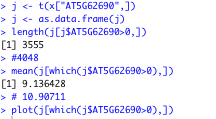 > j <- t(x["AT5G62690",])
> j <- as.data.frame(j)
> length(j[j$AT5G62690>0,])
[1] 3555
> #4048
> mean(j[which(j$AT5G62690>0),])
[1] 9.136428
> # 10.90711
> plot(j[which(j$AT5G62690>0),])